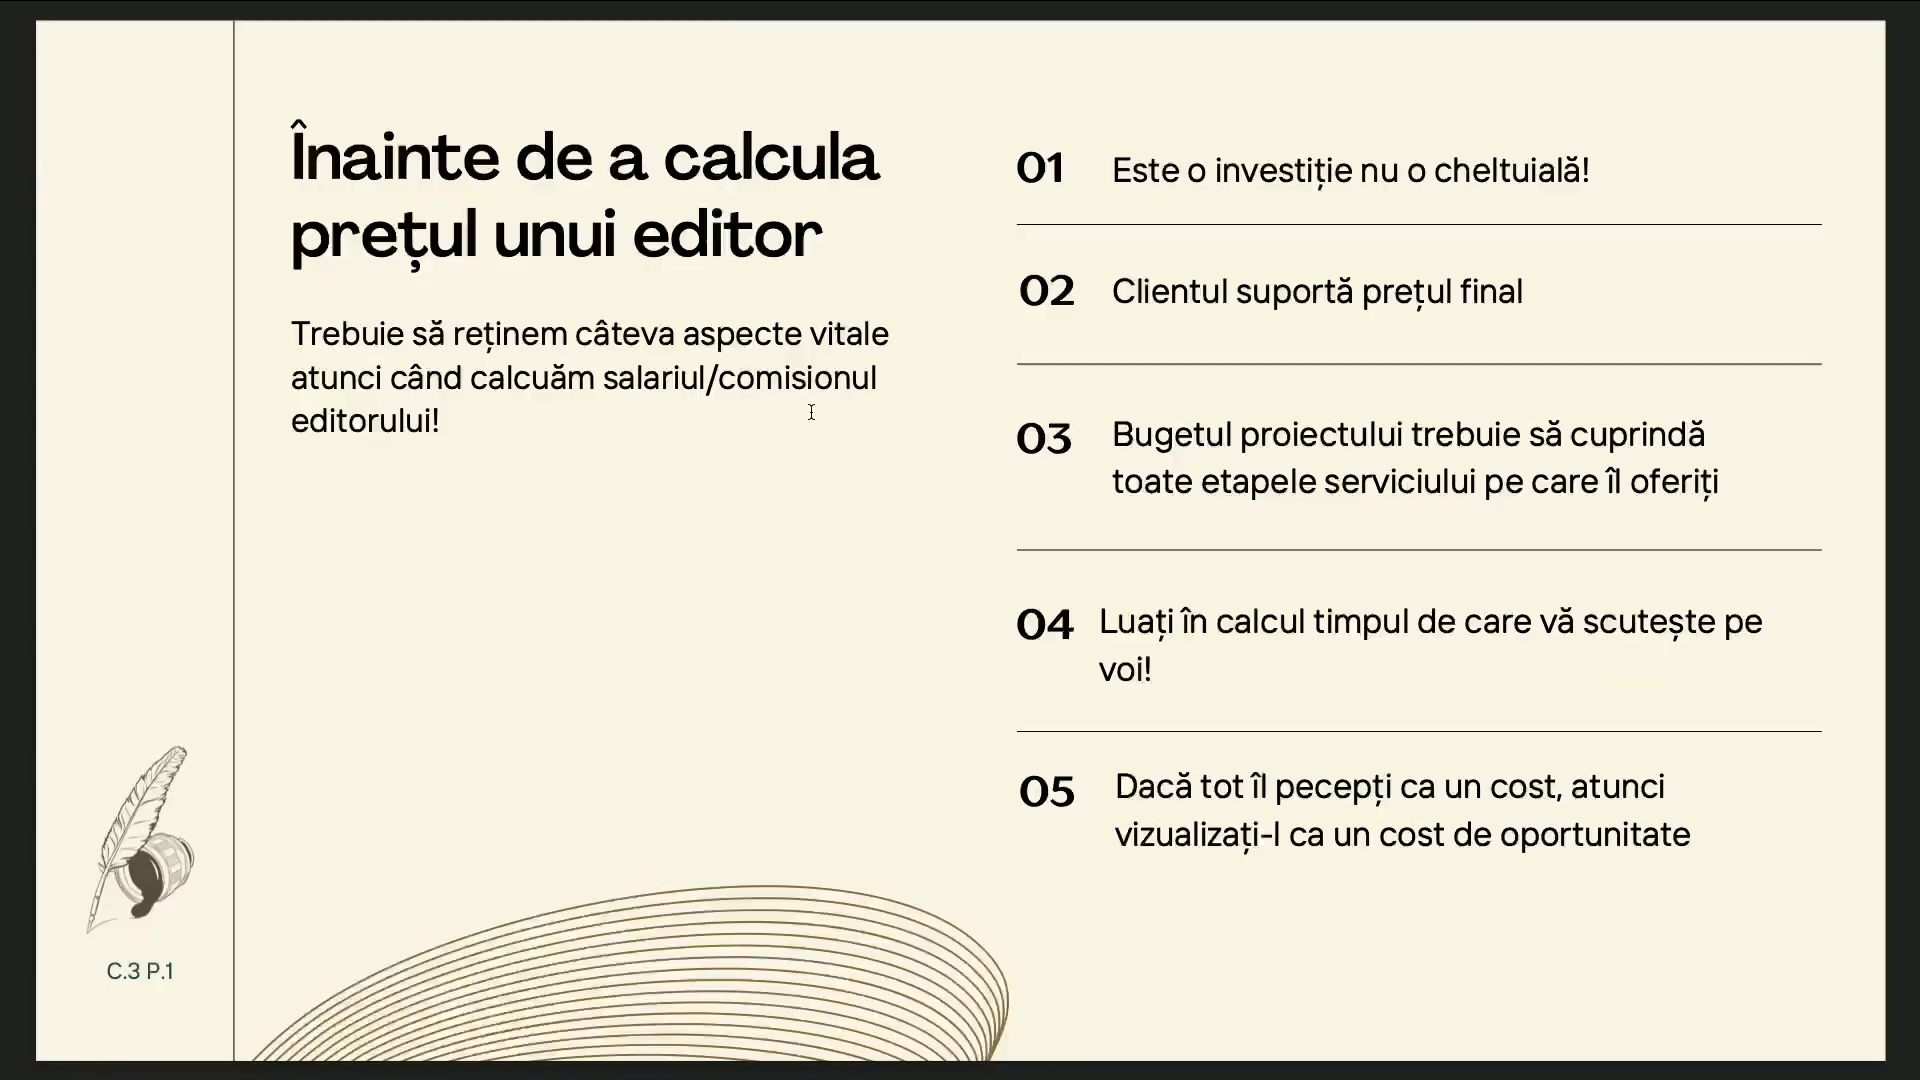 Înainte de a calcula
prețul unui editor
Trebuie să reținem câteva aspecte vitale
atunci când calcuăm salariul/comisionul
editorului!
01 Este o investiție nu o cheltuială!
02 Clientul suportă prețul final
03 Bugetul proiectului trebuie să cuprindă
toate etapele serviciului pe care îl oferiți
04 Luați în calcul timpul de care vă scutește pe
voi!
05 Dacă tot îl pecepți ca un cost, atunci
vizualizați-l ca un cost de oportunitate
C.3 P.1